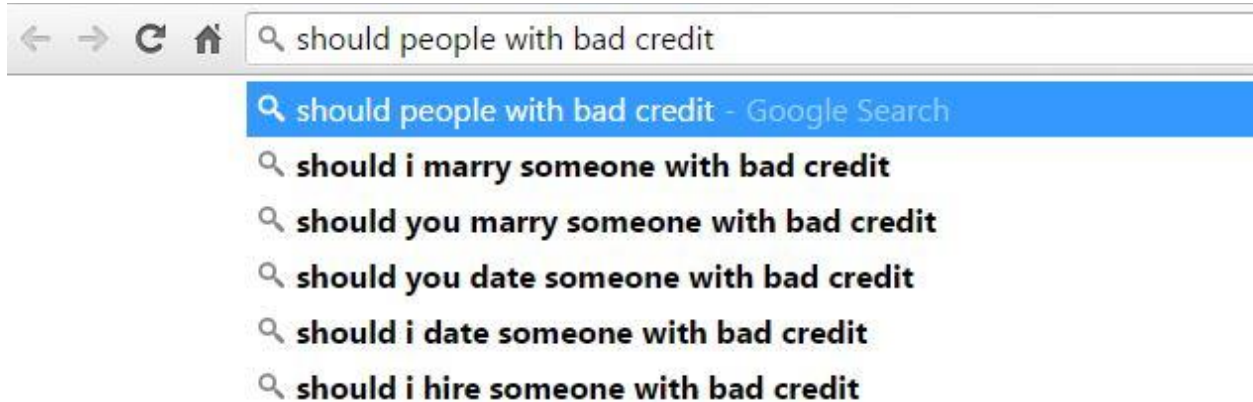 should people with bad credit
should people with bad credit - Google Search
should i marry someone with bad credit
should you marry someone with bad credit
should you date someone with bad credit
should i date someone with bad credit
should i hire someone with bad credit